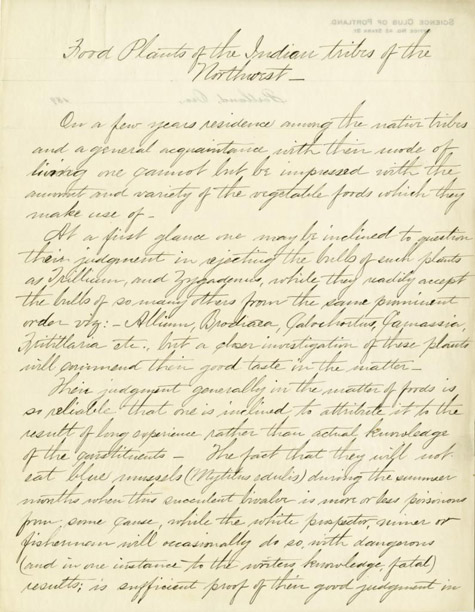 SCIENCE CLUB OF PORTLAND
Food Plants of the Indian tribes of the
Northwest—
Portland, Ore. 189
On a few years residence among the native tribes
and a general acquaintance with their mode of
living one cannot but be impressed with the
amount and variety of the vegetable foods which they
make use of—
At a first glance one may be inclined to question
their judgment in rejecting the bulbs of such plants
as Trillium, and Zygadenus, while they readily accept
the bulbs of so many others from the same prominent
order viz:— Allium, Brodiaea, Calochortus, Camassia,
Fritillaria etc., but a closer investigation of these plants
will commend their good taste in the matter—
Their judgment generally in the matter of foods is
so reliable that one is inclined to attribute it to the
result of long experience rather than actual knowledge
of the constituents— The fact that they will not
eat blue mussels (Mytilus edulis) during the summer
months when this succulent bivalve is more or less poisonous
from, some cause, while the white prospector, miner or
fisherman will occasionally do so, with dangerous
(and in one instance to the writers knowledge, fatal)
results; is sufficient proof of their good judgment in